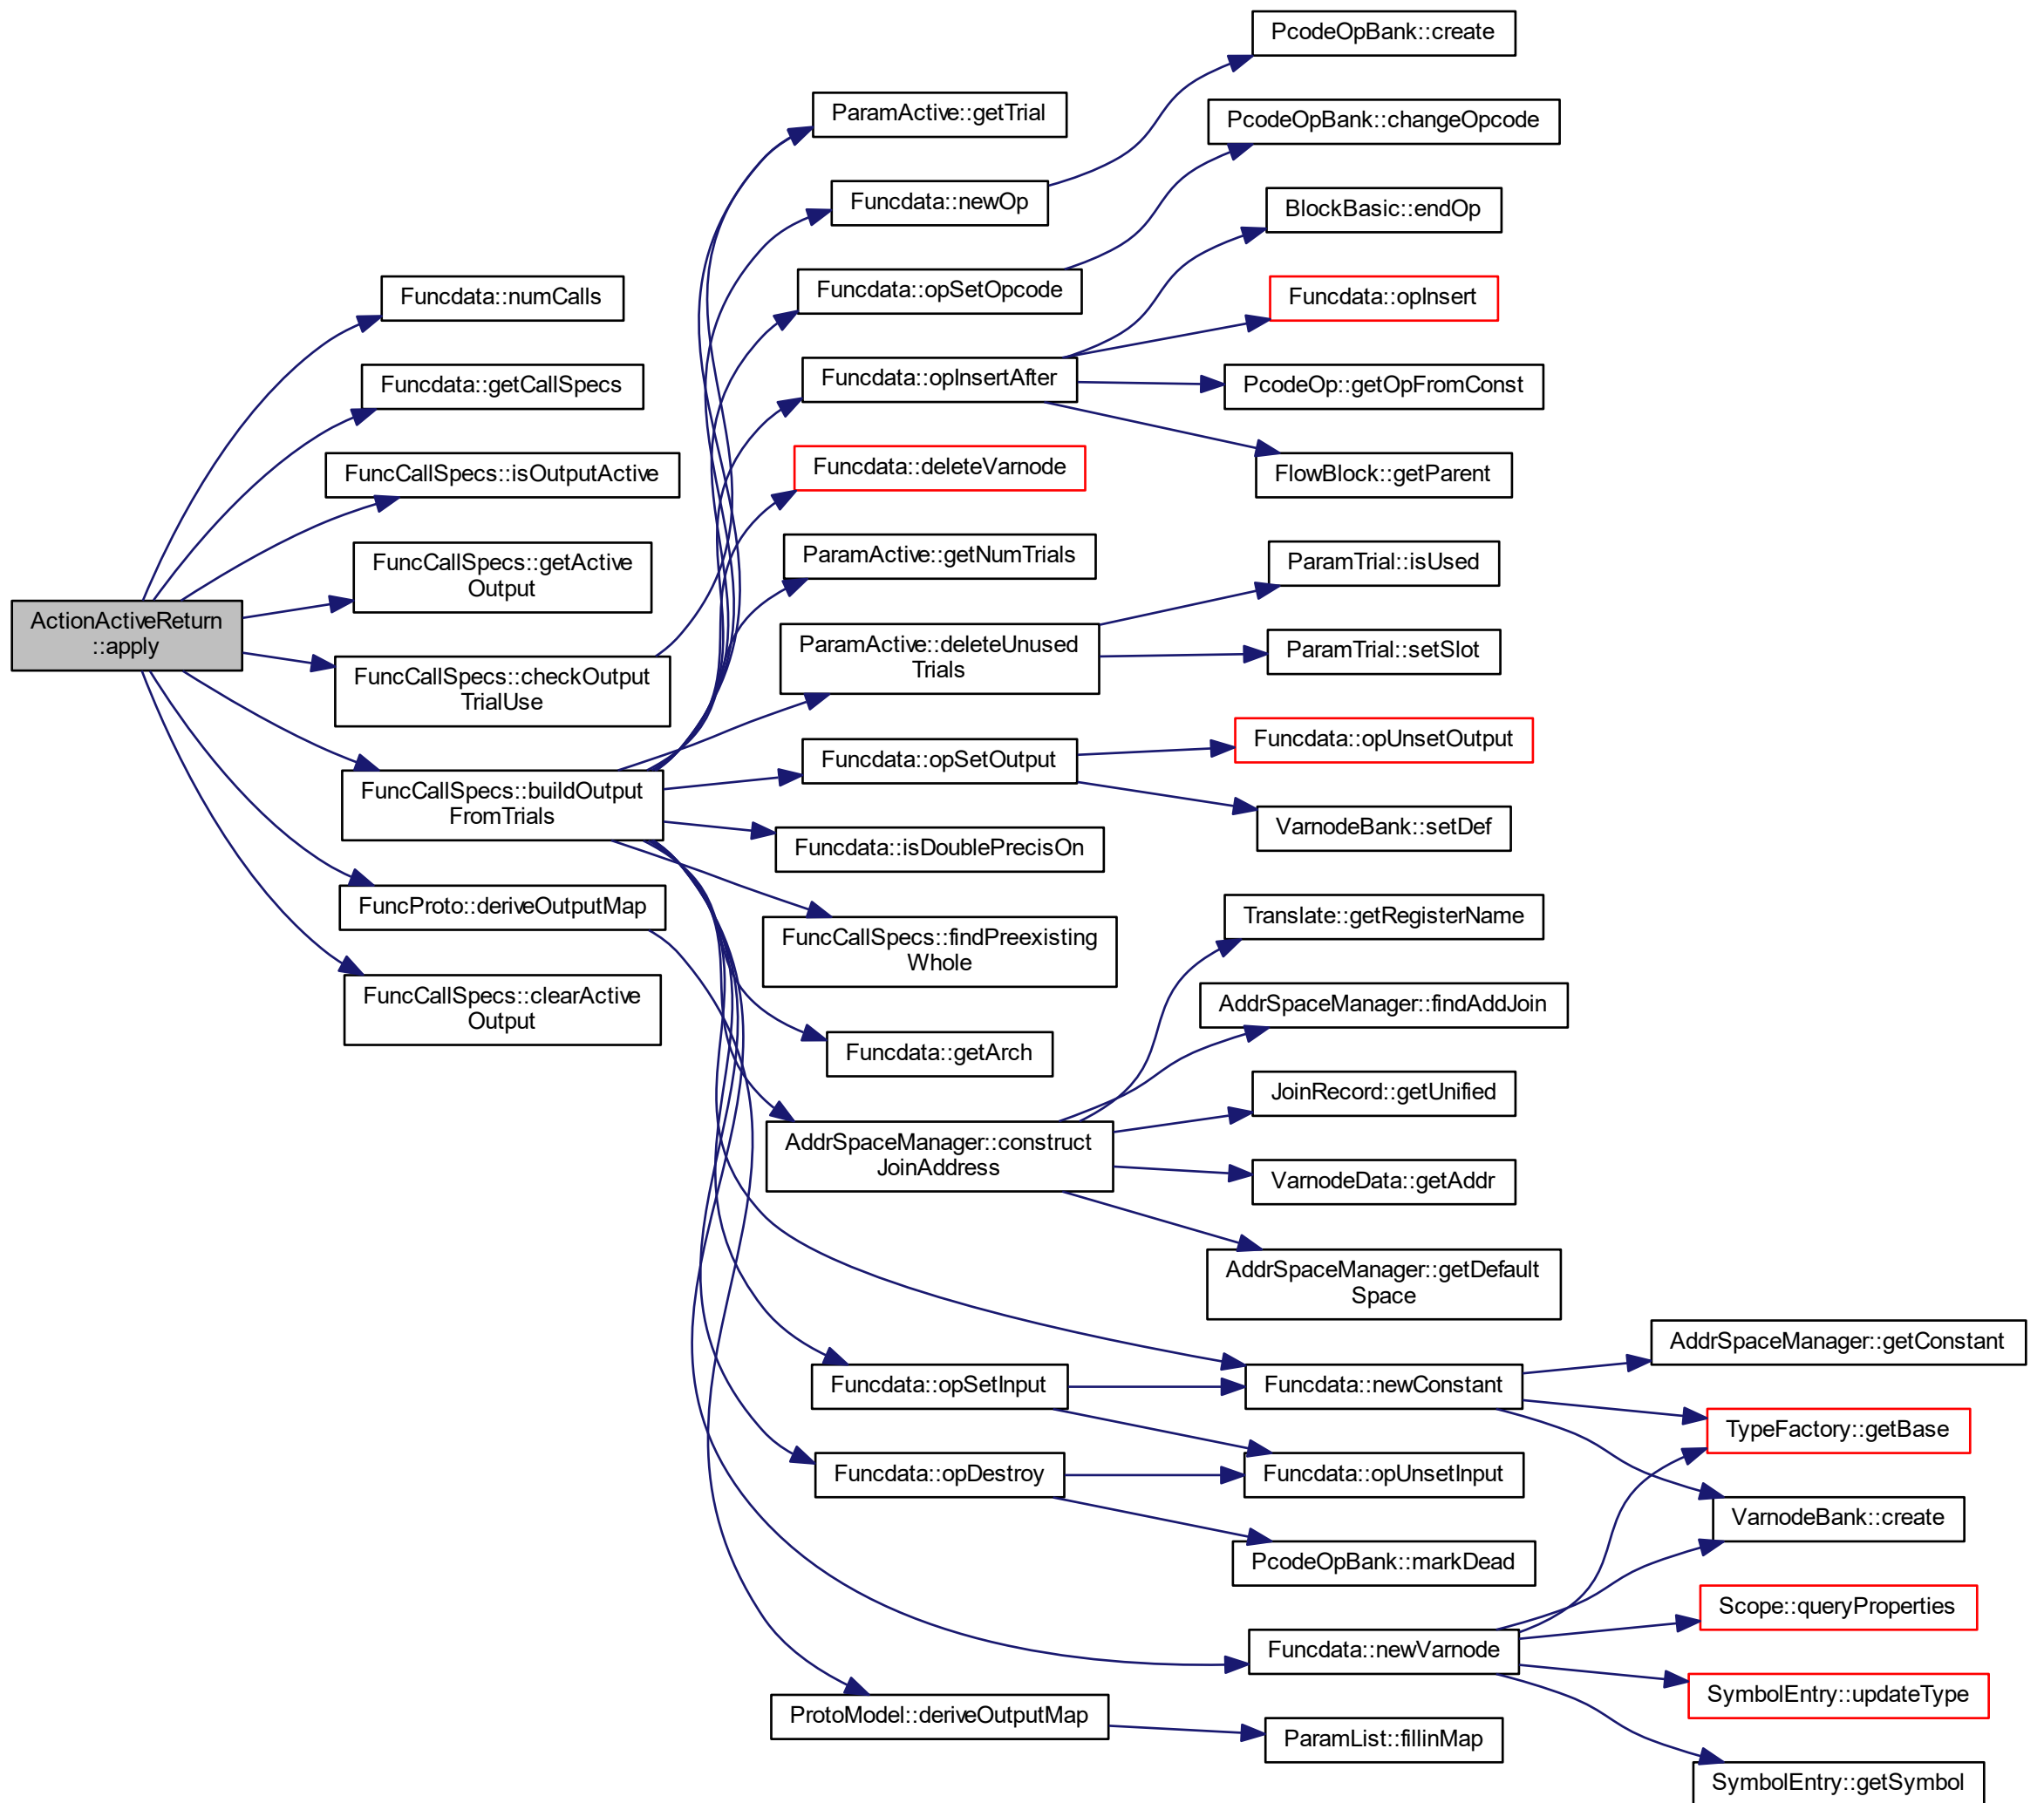 ActionActiveReturn
::apply
Funcdata::numCalls
Funcdata::getCallSpecs
FuncCallSpecs::isOutputActive
FuncCallSpecs::getActive
Output
FuncCallSpecs::checkOutput
TrialUse
FuncCallSpecs::buildOutput
FromTrials
FuncProto::deriveOutputMap
FuncCallSpecs::clearActive
Output
ParamActive::getTrial
Funcdata::newOp
Funcdata::opSetOpcode
Funcdata::opInsertAfter
Funcdata::deleteVarnode
ParamActive::getNumTrials
ParamActive::deleteUnused
Trials
Funcdata::opSetOutput
Funcdata::isDoublePrecisOn
FuncCallSpecs::findPreexisting
Whole
Funcdata::getArch
AddrSpaceManager::construct
JoinAddress
Funcdata::opSetInput
Funcdata::opDestroy
ProtoModel::deriveOutputMap
PcodeOpBank::create
PcodeOpBank::changeOpcode
BlockBasic::endOp
Funcdata::opInsert
PcodeOp::getOpFromConst
FlowBlock::getParent
ParamTrial::isUsed
ParamTrial::setSlot
Funcdata::opUnsetOutput
VarnodeBank::setDef
Translate::getRegisterName
AddrSpaceManager::findAddJoin
JoinRecord::getUnified
VarnodeData::getAddr
AddrSpaceManager::getDefault
Space
Funcdata::newConstant
Funcdata::opUnsetInput
PcodeOpBank::markDead
Funcdata::newVarnode
ParamList::fillinMap
AddrSpaceManager::getConstant
TypeFactory::getBase
VarnodeBank::create
Scope::queryProperties
SymbolEntry::updateType
SymbolEntry::getSymbol